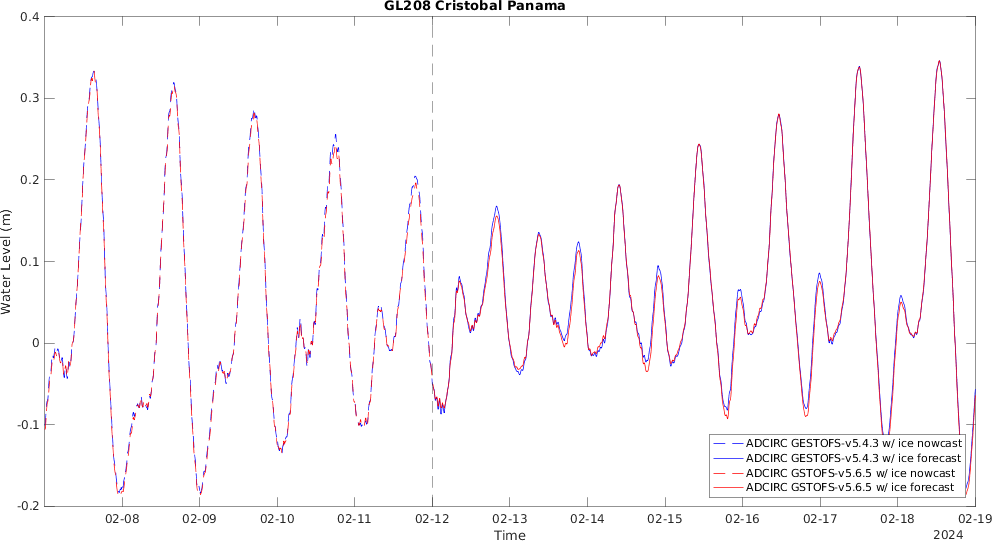 GL208 Cristobal Panama
0.4
0.3
0.2
0.1
0
-0.1
-0.2
Water Level (m)
02-08 02-09 02-10 02-11 02-12 02-13 02-14 02-15 02-16 02-17 02-18 02-19
Time
2024
ADCIRC GESTOFS-v5.4.3 w/ ice nowcast
ADCIRC GESTOFS-v5.4.3 w/ ice forecast
ADCIRC GSTOFS-v5.6.5 w/ ice nowcast
ADCIRC GSTOFS-v5.6.5 w/ ice forecast